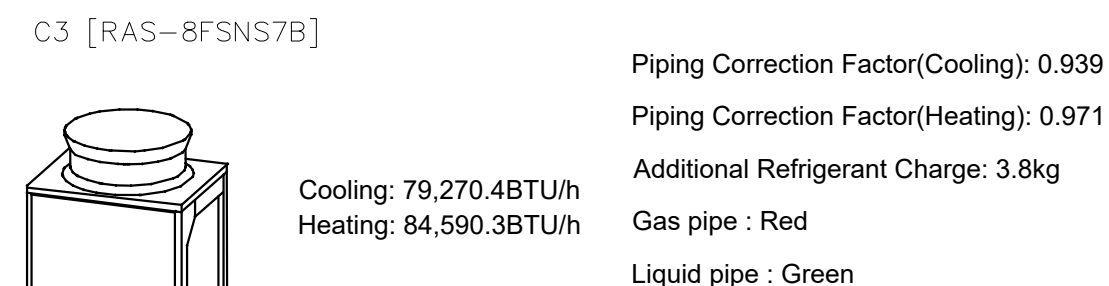 C3 [RAS-8FSNS7B]
Piping Correction Factor(Cooling): 0.939
Piping Correction Factor(Heating): 0.971
Additional Refrigerant Charge: 3.8kg
Cooling: 79,270.4BTU/h
Heating: 84,590.3BTU/h
Gas pipe : Red
Liquid pipe : Green